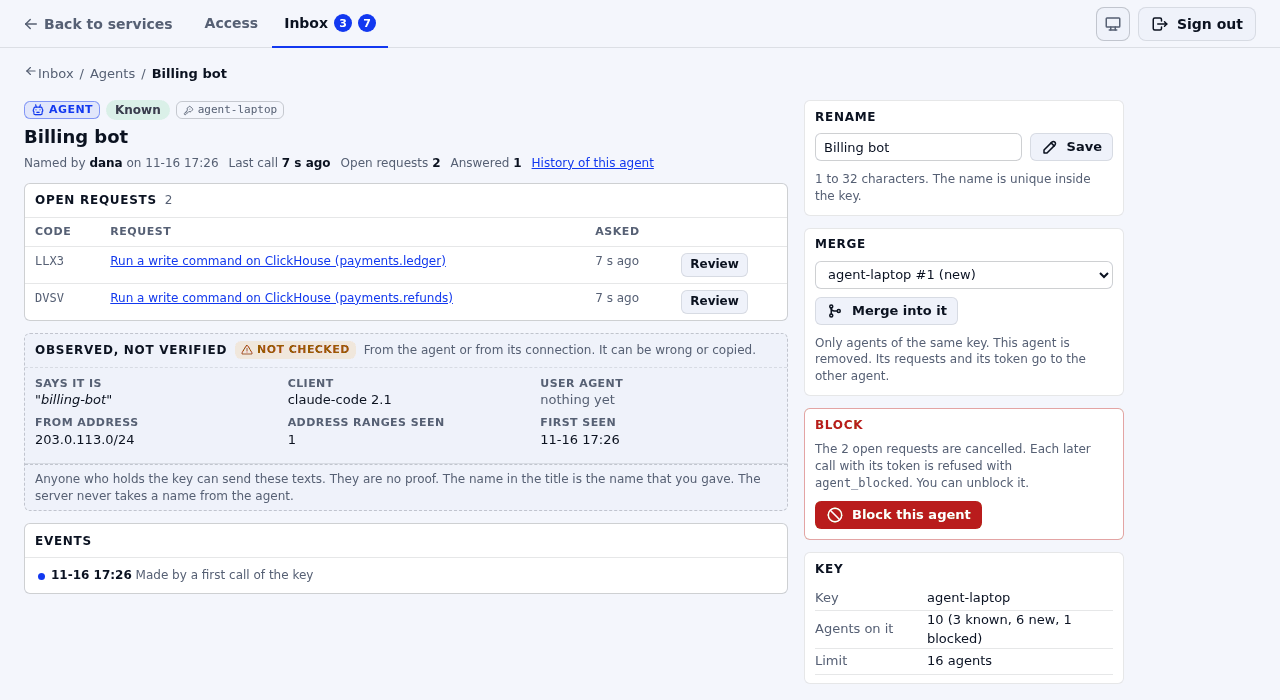 Back to services
Access
Inbox 3 7
Sign out
Inbox / Agents / Billing bot
AGENT
Known
agent-laptop
Billing bot
Named by dana on 11-16 17:26 Last call 7 s ago Open requests 2 Answered 1 History of this agent
OPEN REQUESTS 2
CODE REQUEST ASKED
LLX3 Run a write command on ClickHouse (payments.ledger) 7 s ago Review
DVSV Run a write command on ClickHouse (payments.refunds) 7 s ago Review
OBSERVED, NOT VERIFIED NOT CHECKED From the agent or from its connection. It can be wrong or copied.
SAYS IT IS CLIENT USER AGENT
"billing-bot" claude-code 2.1 nothing yet
FROM ADDRESS ADDRESS RANGES SEEN FIRST SEEN
203.0.113.0/24 1 11-16 17:26
Anyone who holds the key can send these texts. They are no proof. The name in the title is the name that you gave. The
server never takes a name from the agent.
EVENTS
11-16 17:26 Made by a first call of the key
RENAME
Billing bot Save
1 to 32 characters. The name is unique inside
the key.
MERGE
agent-laptop #1 (new)
Merge into it
Only agents of the same key. This agent is
removed. Its requests and its token go to the
other agent.
BLOCK
The 2 open requests are cancelled. Each later
call with its token is refused with
agent_blocked. You can unblock it.
Block this agent
KEY
Key agent-laptop
Agents on it 10 (3 known, 6 new, 1
blocked)
Limit 16 agents